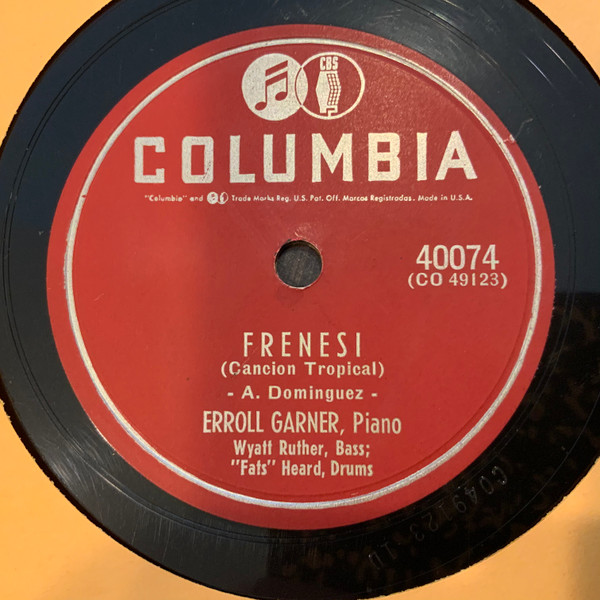 CBS
COLUMBIA
"Columbia" and Trade Marks Reg. U.S. Pat. Off. Marcas Registradas. Made in U.S.A.
40074
(CO 49123)
FRENESI
(Cancion Tropical)
- A. Dominguez -
ERROLL GARNER, Piano
Wyatt Ruther, Bass;
"Fats" Heard, Drums